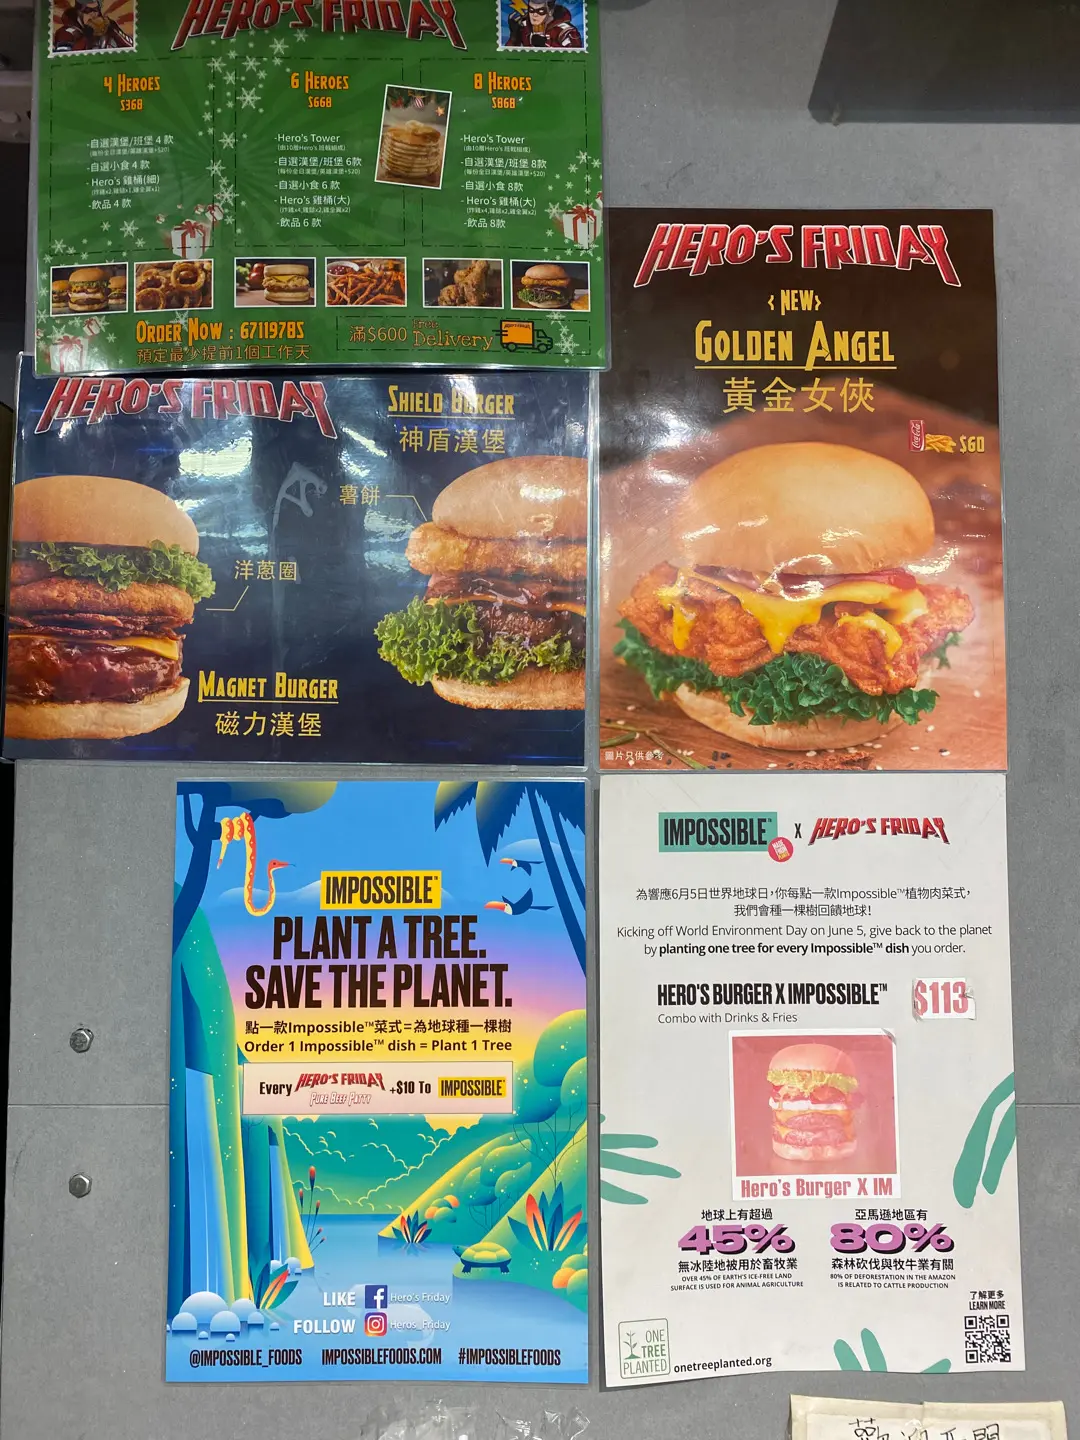 HERO'S FRIDAY
4 HEROES
$368
-自選漢堡/班堡 4 款
-自選小食 4 款
- Hero's 雞桶(細)
-飲品 4 款
6 HEROES
$668
-Hero's Tower
-自選漢堡/班堡 6款
-自選小食 6 款
- Hero's 雞桶(大)
-飲品 6 款
8 HEROES
$868
-Hero's Tower
-自選漢堡/班堡 8款
-自選小食 8款
- Hero's 雞桶(大)
-飲品 8款
ORDER NOW : 67119785
預定最少提前1個工作天
滿$600 Free Delivery
HERO'S FRIDAY
SHIELD BURGER
神盾漢堡
薯餅
洋蔥圈
MAGNET BURGER
磁力漢堡
HERO'S FRIDAY
{ NEW }
GOLDEN ANGEL
黃金女俠
Coca-Cola
$60
圖片只供參考
IMPOSSIBLE™
PLANT A TREE.
SAVE THE PLANET.
點一款Impossible™菜式=為地球種一棵樹
Order 1 Impossible™ dish = Plant 1 Tree
Every HERO'S FRIDAY PURE BEEF PATTY +$10 To IMPOSSIBLE™
LIKE Hero's Friday
FOLLOW Heros_Friday
@IMPOSSIBLE_FOODS IMPOSSIBLEFOODS.COM #IMPOSSIBLEFOODS
IMPOSSIBLE™ X HERO'S FRIDAY
MADE FROM PLANTS
為響應6月5日世界地球日,你每點一款Impossible™植物肉菜式,
我們會種一棵樹回饋地球!
Kicking off World Environment Day on June 5, give back to the planet
by planting one tree for every Impossible™ dish you order.
HERO'S BURGER X IMPOSSIBLE™ $113
Combo with Drinks & Fries
Hero's Burger X IM
地球上有超過
45%
無冰陸地被用於畜牧業
OVER 45% OF EARTH'S ICE-FREE LAND
SURFACE IS USED FOR ANIMAL AGRICULTURE
亞馬遜地區有
80%
森林砍伐與牧牛業有關
80% OF DEFORESTATION IN THE AMAZON
IS RELATED TO CATTLE PRODUCTION
了解更多
LEARN MORE
ONE
TREE
PLANTED
onetreeplanted.org